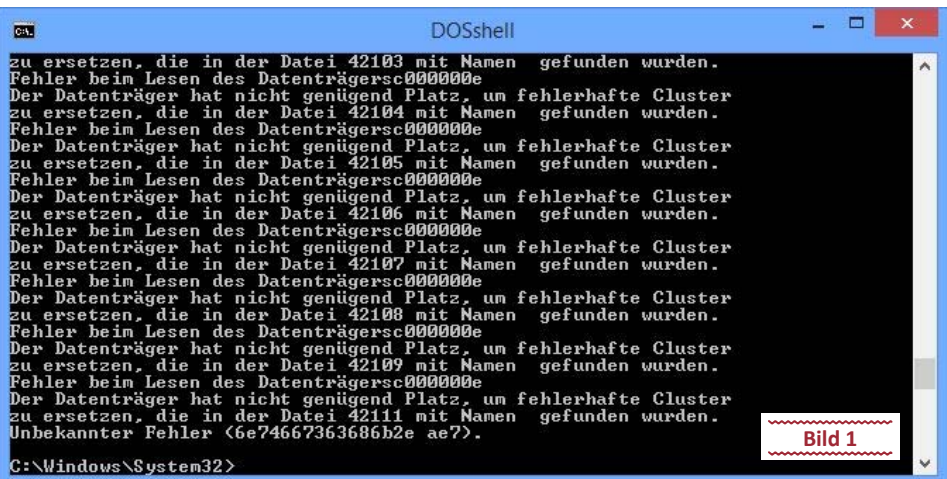 DOSshell
zu ersetzen, die in der Datei 42103 mit Namen  gefunden wurden.
Fehler beim Lesen des Datenträgersc000000e
Der Datenträger hat nicht genügend Platz, um fehlerhafte Cluster
zu ersetzen, die in der Datei 42104 mit Namen  gefunden wurden.
Fehler beim Lesen des Datenträgersc000000e
Der Datenträger hat nicht genügend Platz, um fehlerhafte Cluster
zu ersetzen, die in der Datei 42105 mit Namen  gefunden wurden.
Fehler beim Lesen des Datenträgersc000000e
Der Datenträger hat nicht genügend Platz, um fehlerhafte Cluster
zu ersetzen, die in der Datei 42106 mit Namen  gefunden wurden.
Fehler beim Lesen des Datenträgersc000000e
Der Datenträger hat nicht genügend Platz, um fehlerhafte Cluster
zu ersetzen, die in der Datei 42107 mit Namen  gefunden wurden.
Fehler beim Lesen des Datenträgersc000000e
Der Datenträger hat nicht genügend Platz, um fehlerhafte Cluster
zu ersetzen, die in der Datei 42108 mit Namen  gefunden wurden.
Fehler beim Lesen des Datenträgersc000000e
Der Datenträger hat nicht genügend Platz, um fehlerhafte Cluster
zu ersetzen, die in der Datei 42109 mit Namen  gefunden wurden.
Fehler beim Lesen des Datenträgersc000000e
Der Datenträger hat nicht genügend Platz, um fehlerhafte Cluster
zu ersetzen, die in der Datei 42111 mit Namen  gefunden wurden.
Unbekannter Fehler (6e74667363686b2e ae7).
Bild 1
C:\Windows\System32>